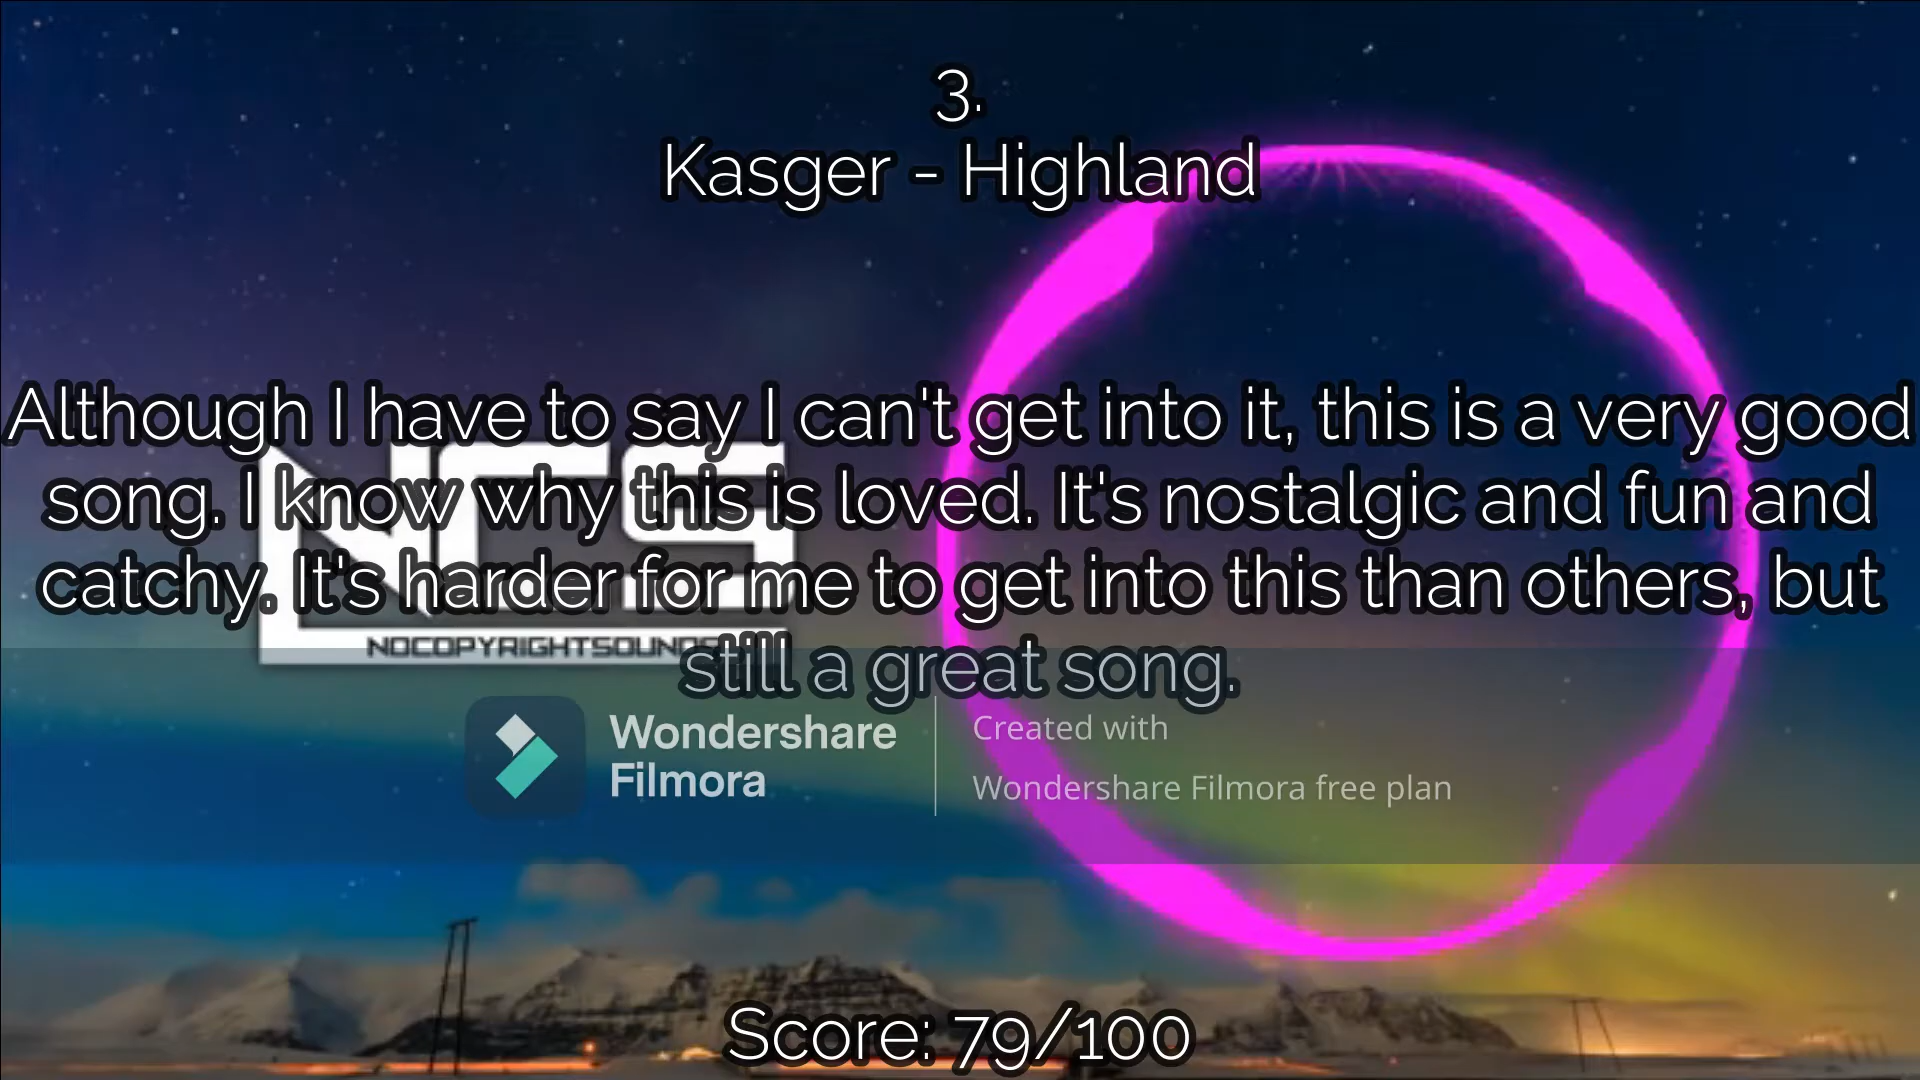 3.
Kasger - Highland
Although I have to say I can't get into it, this is a very good
song. I know why this is loved. It's nostalgic and fun and
catchy. It's harder for me to get into this than others, but
still a great song.
NCS
NOCOPYRIGHTSOUNDS
Wondershare
Filmora
Created with
Wondershare Filmora free plan
Score: 79/100